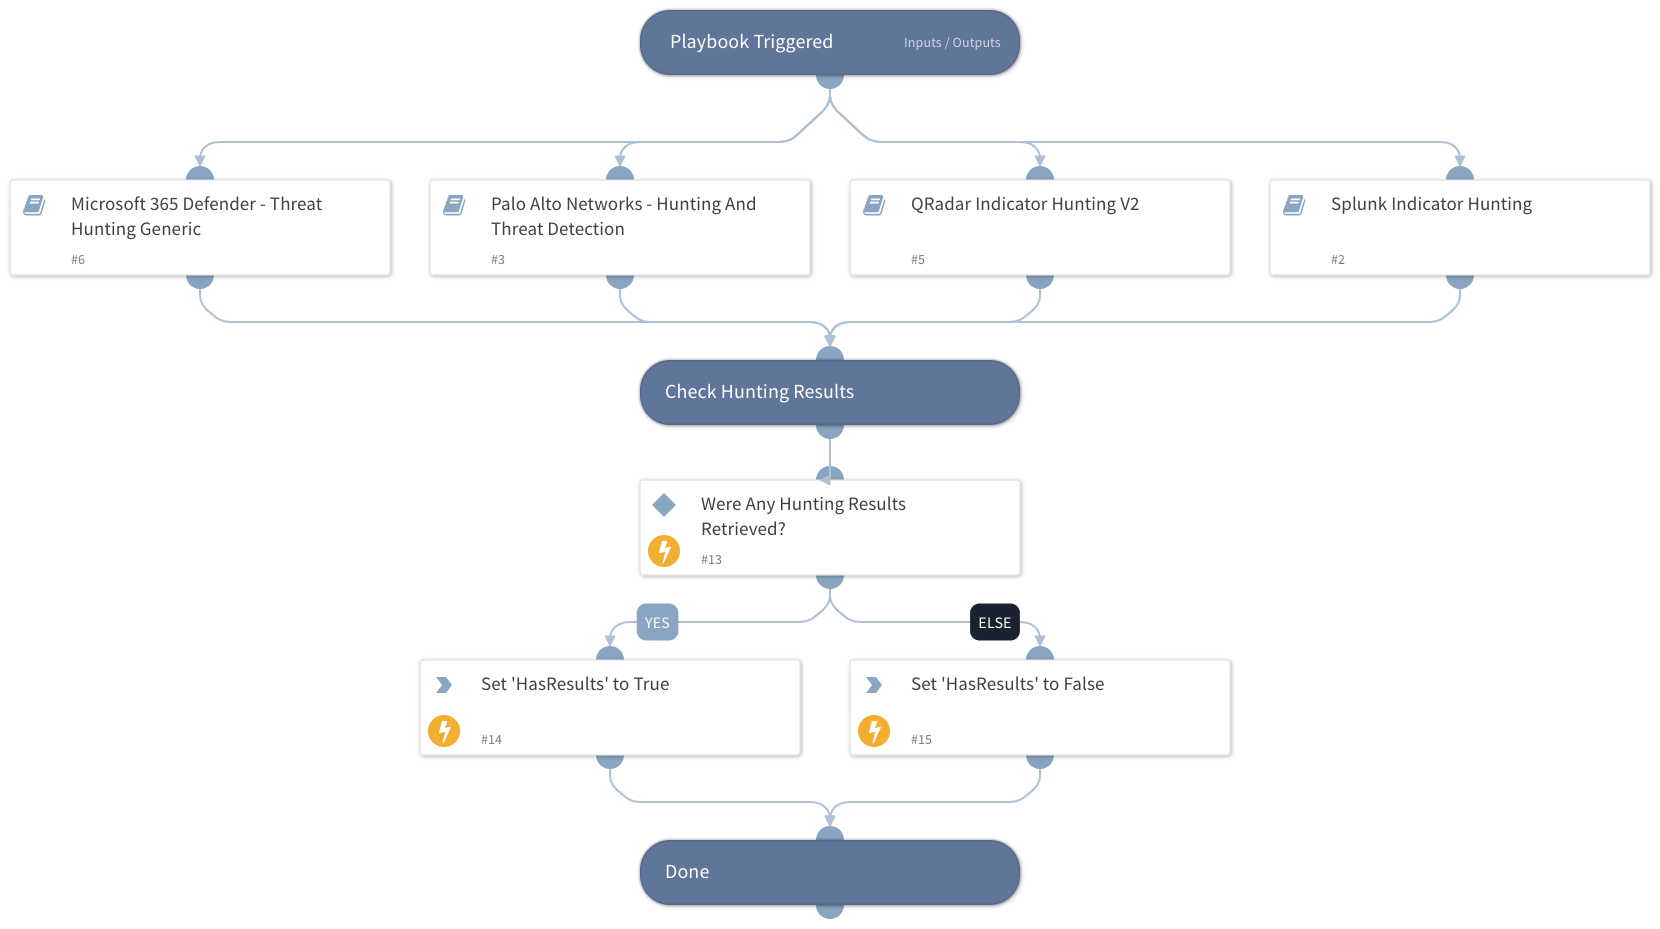 Playbook Triggered
Inputs / Outputs
Microsoft 365 Defender - Threat
Hunting Generic
#6
Palo Alto Networks - Hunting And
Threat Detection
#3
QRadar Indicator Hunting V2
#5
Splunk Indicator Hunting
#2
Check Hunting Results
Were Any Hunting Results
Retrieved?
#13
YES
ELSE
Set 'HasResults' to True
#14
Set 'HasResults' to False
#15
Done